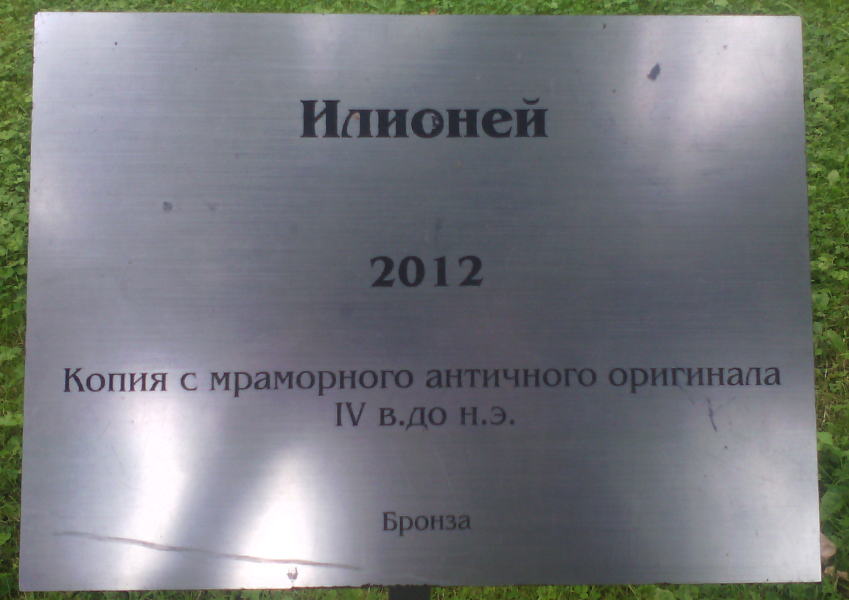 Илионей
2012
Копия с мраморного античного оригинала
IV в.до н.э.
Бронза